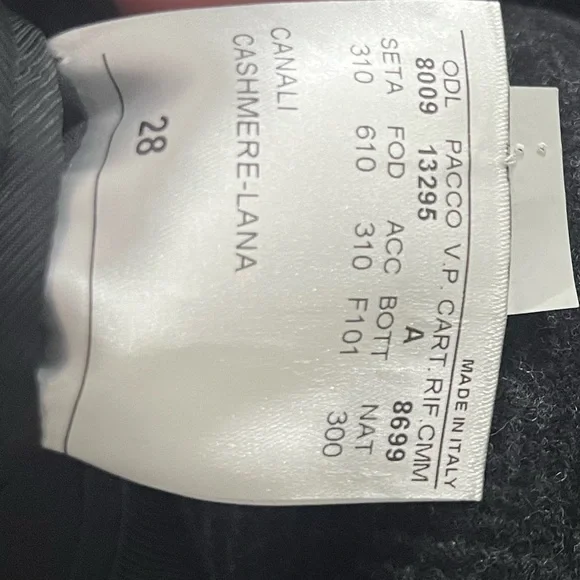 MADE IN ITALY
ODL PACCO V.P. CART. RIF.CMM
8009 13295 A 8699
SETA FOD ACC BOTT NAT
310 610 310 F101 300
CANALI
CASHMERE-LANA
28